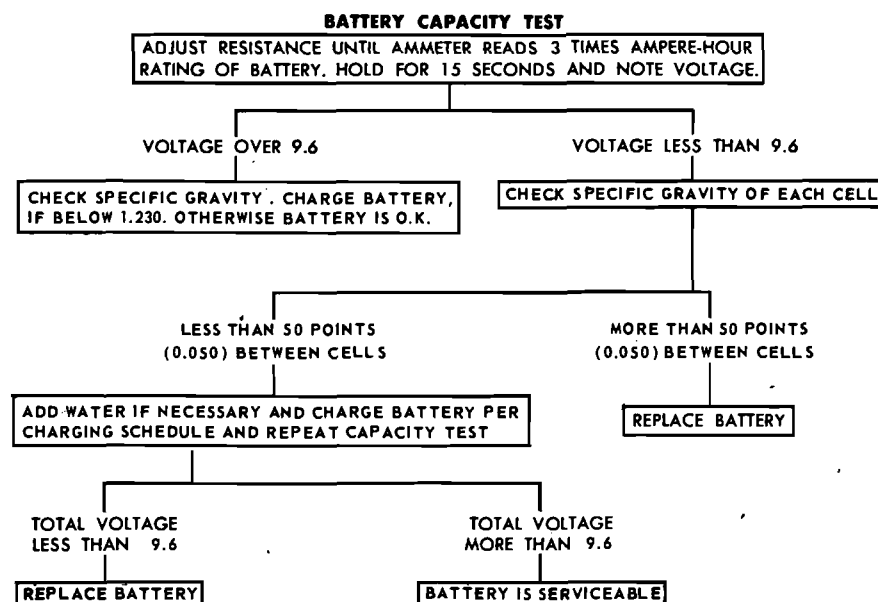 BATTERY CAPACITY TEST
ADJUST RESISTANCE UNTIL AMMETER READS 3 TIMES AMPERE-HOUR
RATING OF BATTERY. HOLD FOR 15 SECONDS AND NOTE VOLTAGE.
VOLTAGE OVER 9.6
VOLTAGE LESS THAN 9.6
CHECK SPECIFIC GRAVITY. CHARGE BATTERY,
IF BELOW 1.230. OTHERWISE BATTERY IS O.K.
CHECK SPECIFIC GRAVITY OF EACH CELL
LESS THAN 50 POINTS
(0.050) BETWEEN CELLS
MORE THAN 50 POINTS
(0.050) BETWEEN CELLS
ADD WATER IF NECESSARY AND CHARGE BATTERY PER
CHARGING SCHEDULE AND REPEAT CAPACITY TEST
REPLACE BATTERY
TOTAL VOLTAGE
LESS THAN 9.6
TOTAL VOLTAGE
MORE THAN 9.6
REPLACE BATTERY
BATTERY IS SERVICEABLE